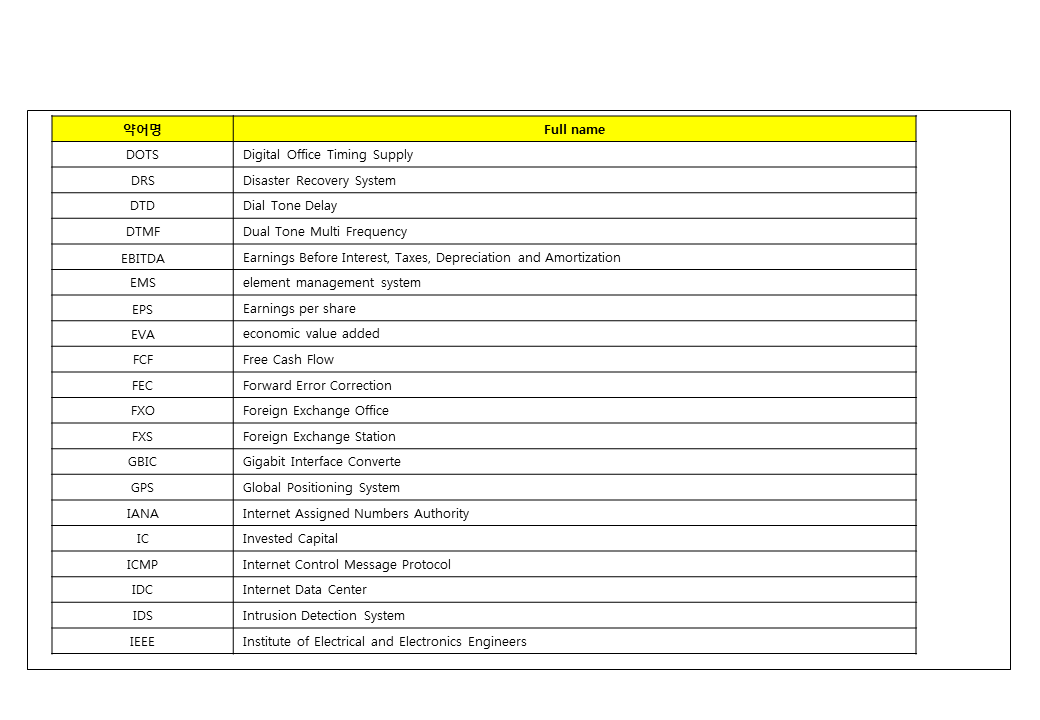 약어명 Full name
DOTS Digital Office Timing Supply
DRS Disaster Recovery System
DTD Dial Tone Delay
DTMF Dual Tone Multi Frequency
EBITDA Earnings Before Interest, Taxes, Depreciation and Amortization
EMS element management system
EPS Earnings per share
EVA economic value added
FCF Free Cash Flow
FEC Forward Error Correction
FXO Foreign Exchange Office
FXS Foreign Exchange Station
GBIC Gigabit Interface Converte
GPS Global Positioning System
IANA Internet Assigned Numbers Authority
IC Invested Capital
ICMP Internet Control Message Protocol
IDC Internet Data Center
IDS Intrusion Detection System
IEEE Institute of Electrical and Electronics Engineers